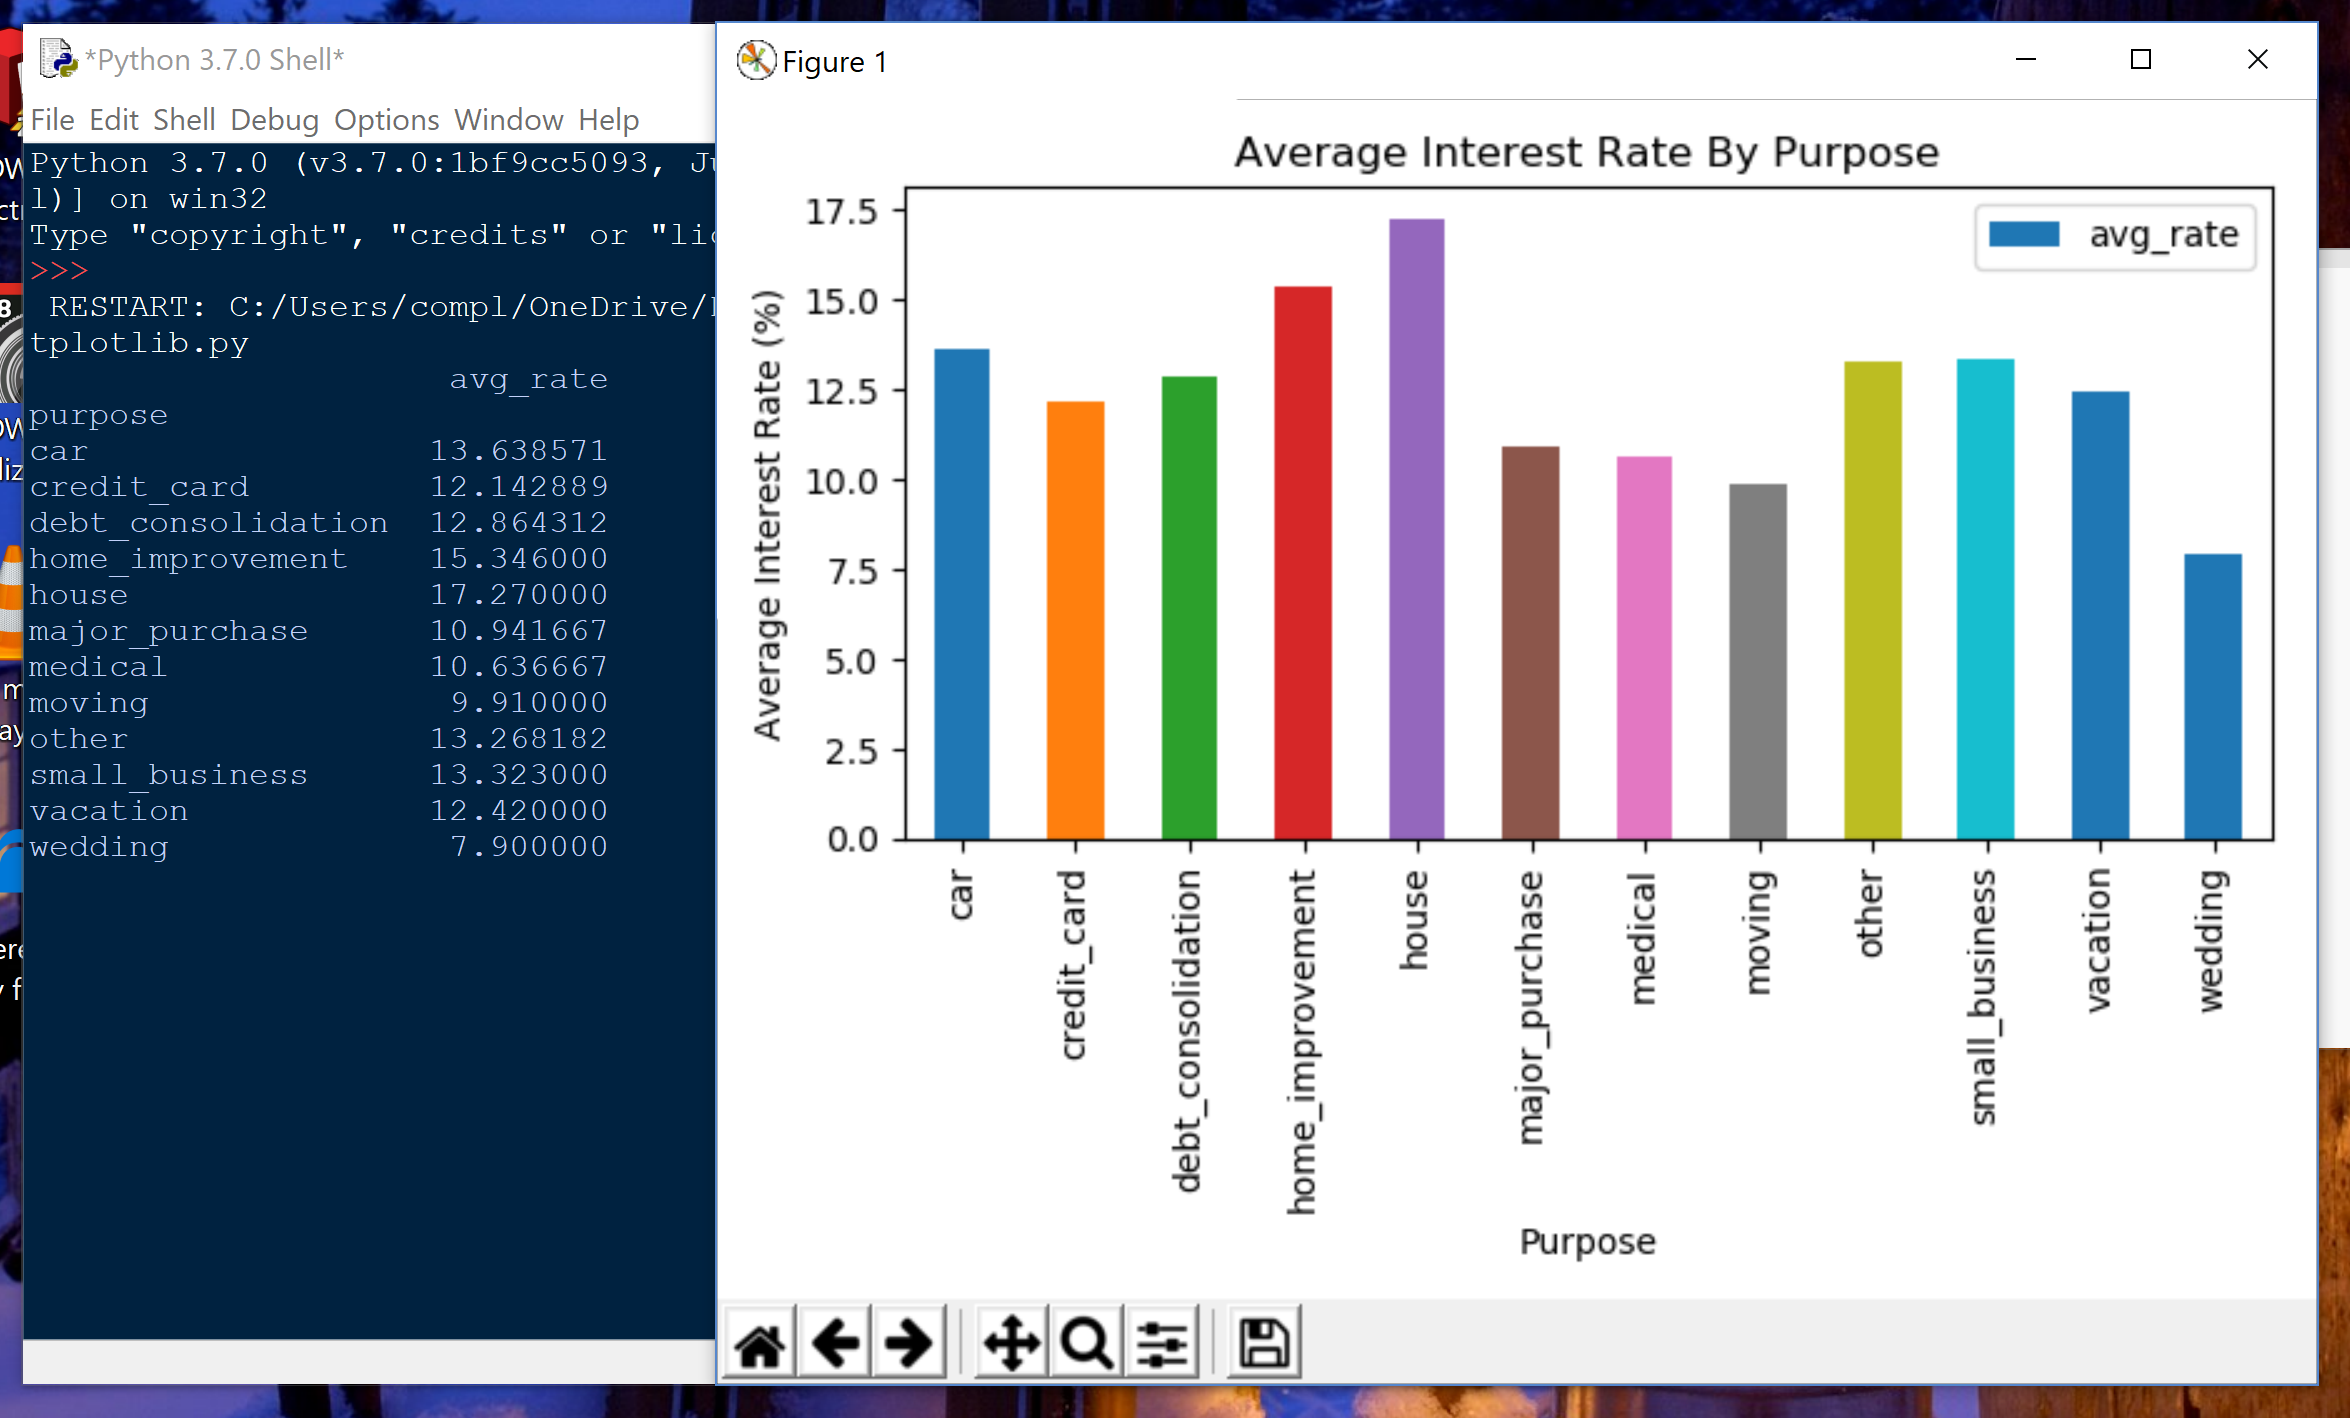 *Python 3.7.0 Shell*
File Edit Shell Debug Options Window Help
Python 3.7.0 (v3.7.0:1bf9cc5093,
l)] on win32
Type "copyright", "credits" or
>>>
RESTART: C:/Users/compl/OneDrive/
tplotlib.py
avg_rate
purpose
car 13.638571
credit_card 12.142889
debt_consolidation 12.864312
home_improvement 15.346000
house 17.270000
major_purchase 10.941667
medical 10.636667
moving 9.910000
other 13.268182
small_business 13.323000
vacation 12.420000
wedding 7.900000
Figure 1
Average Interest Rate By Purpose
avg_rate
Average Interest Rate (%)
17.5
15.0
12.5
10.0
7.5
5.0
2.5
0.0
car
credit_card
debt_consolidation
home_improvement
house
major_purchase
medical
moving
other
small_business
vacation
wedding
Purpose